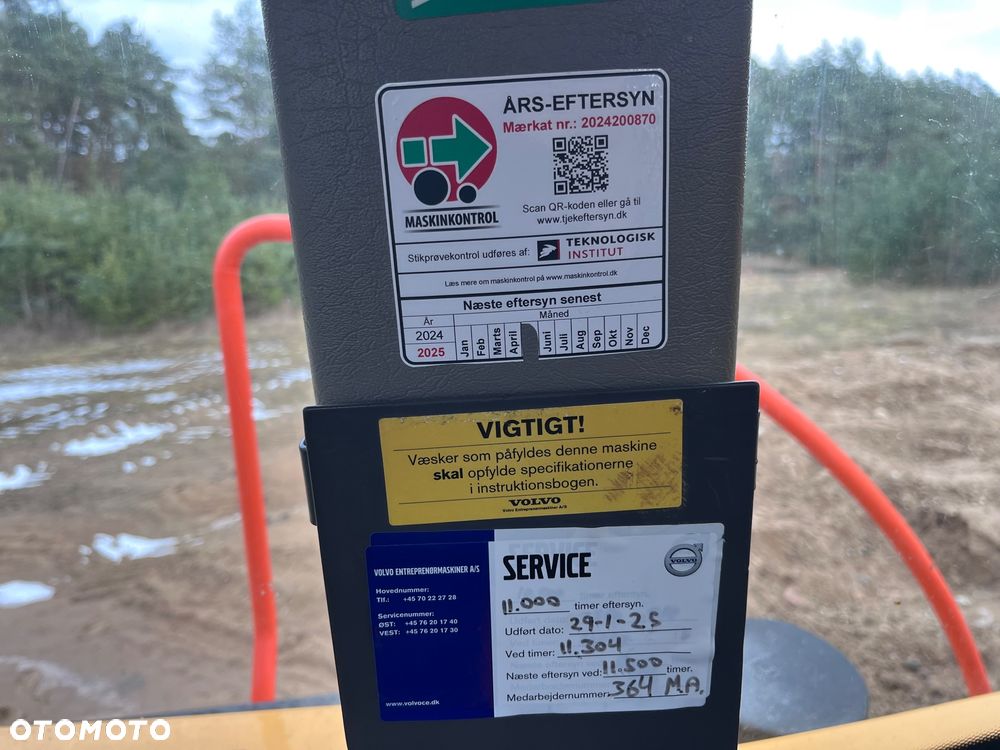 ÅRS-EFTERSYN
Mærkat nr.: 2024200870
MASKINKONTROL
Scan QR-koden eller gå til
www.tjekeftersyn.dk
Stikprøvekontrol udføres af: TEKNOLOGISK
INSTITUT
Læs mere om maskinkontrol på www.maskinkontrol.dk
Næste eftersyn senest
År Måned
2024
2025 Jan Feb Marts April Juni Juli Aug Sep Okt Nov Dec
VIGTIGT!
Væsker som påfyldes denne maskine
skal opfylde specifikationerne
i instruktionsbogen.
VOLVO
Volvo Entreprenørmaskiner A/S
VOLVO ENTREPRENØRMASKINER A/S
Hovednummer:
Tlf.: +45 70 22 27 28
Servicenummer:
ØST: +45 76 20 17 40
VEST: +45 76 20 17 30
www.volvoce.dk
SERVICE
VOLVO
11.000 timer eftersyn.
Udført dato: 29-1-25
Ved timer: 11.304
Næste eftersyn ved: 11.500 timer.
Medarbejdernummer: 364 M.A.
OTOMOTO